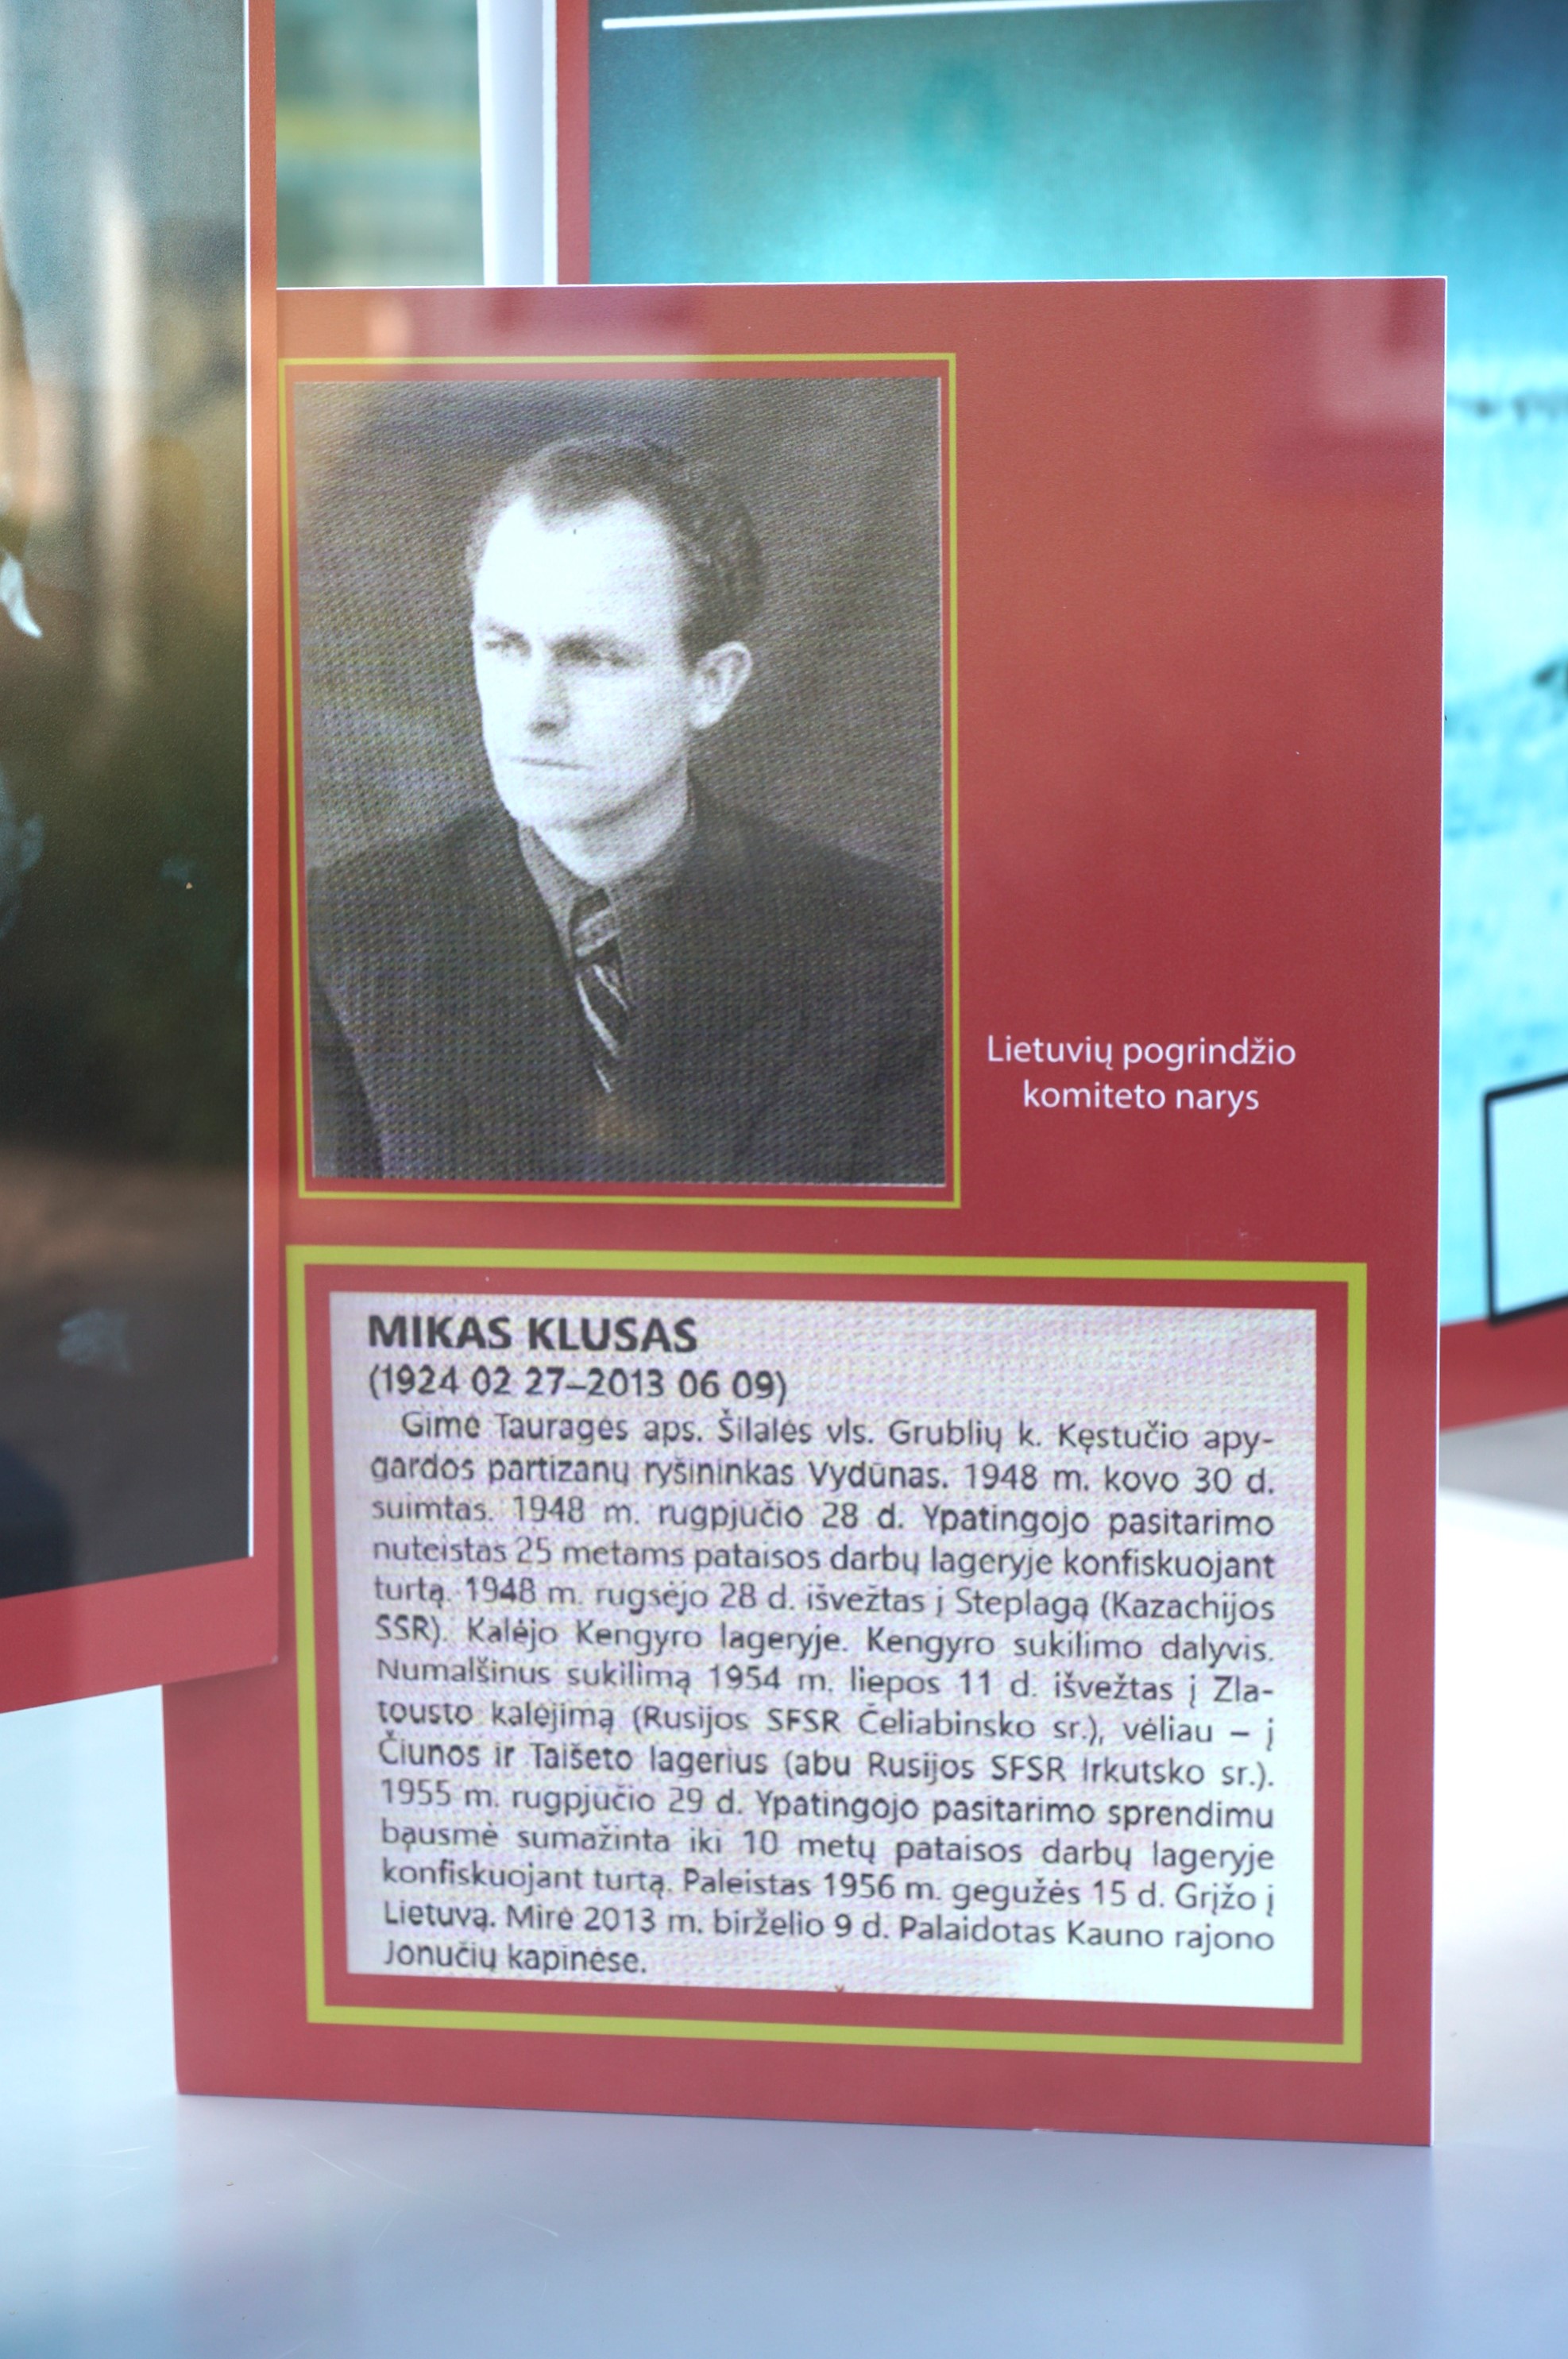 Lietuvių pogrindžio
komiteto narys
MIKAS KLUSAS
(1924 02 27–2013 06 09)
Gimė Tauragės aps. Šilalės vls. Grublių k. Kęstučio apy-
gardos partizanų ryšininkas Vydūnas. 1948 m. kovo 30 d.
suimtas. 1948 m. rugpjučio 28 d. Ypatingojo pasitarimo
nuteistas 25 metams pataisos darbų lageryje konfiskuojant
turtą. 1948 m. rugsėjo 28 d. išvežtas į Steplagą (Kazachijos
SSR). Kalėjo Kengyro lageryje. Kengyro sukilimo dalyvis.
Numalšinus sukilimą 1954 m. liepos 11 d. išvežtas į Zla-
tousto kalėjimą (Rusijos SFSR Čeliabinsko sr.), vėliau – į
Čiunos ir Taišeto lagerius (abu Rusijos SFSR Irkutsko sr.).
1955 m. rugpjūčio 29 d. Ypatingojo pasitarimo sprendimu
bausmė sumažinta iki 10 metų pataisos darbų lageryje
konfiskuojant turtą. Paleistas 1956 m. gegužės 15 d. Grįžo į
Lietuvą. Mirė 2013 m. birželio 9 d. Palaidotas Kauno rajono
Jonučių kapinėse.